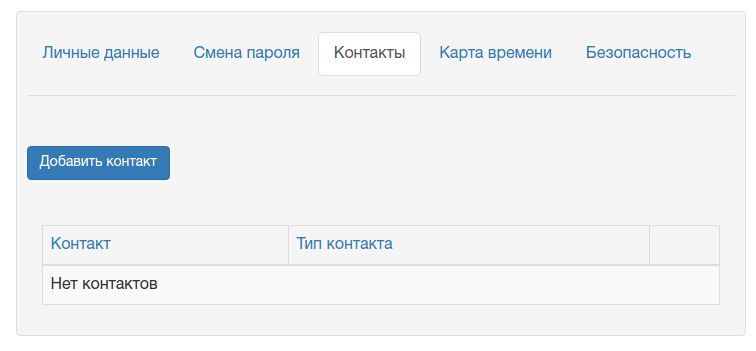 Личные данные Смена пароля Контакты Карта времени Безопасность
Добавить контакт
Контакт Тип контакта
Нет контактов